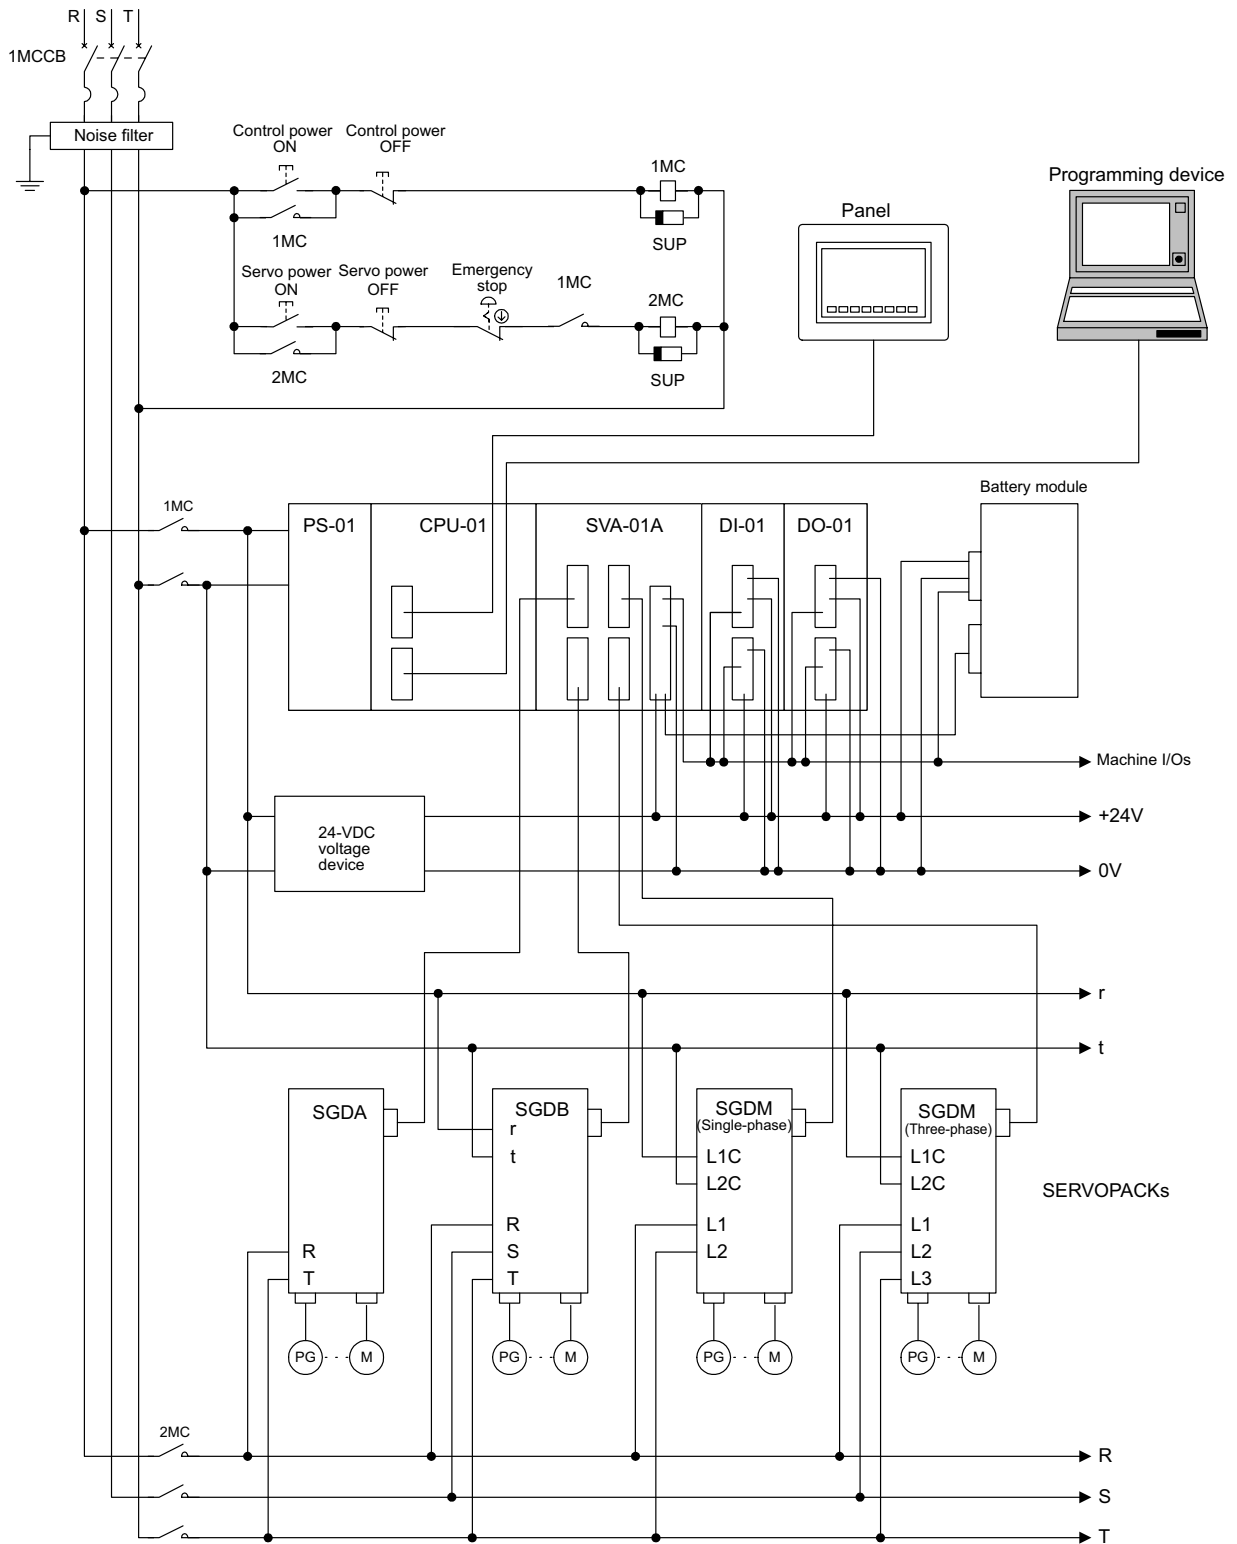 R S T
1MCCB
Noise filter
Control power
ON
Control power
OFF
1MC
SUP
1MC
Servo power
ON
Servo power
OFF
Emergency
stop
1MC
2MC
SUP
2MC
Panel
Programming device
1MC
PS-01
CPU-01
SVA-01A
DI-01
DO-01
Battery module
Machine I/Os
+24V
0V
24-VDC
voltage
device
r
t
SGDA
R
T
PG
M
SGDB
r
t
R
S
T
PG
M
SGDM
(Single-phase)
L1C
L2C
L1
L2
PG
M
SGDM
(Three-phase)
L1C
L2C
L1
L2
L3
PG
M
SERVOPACKs
2MC
R
S
T